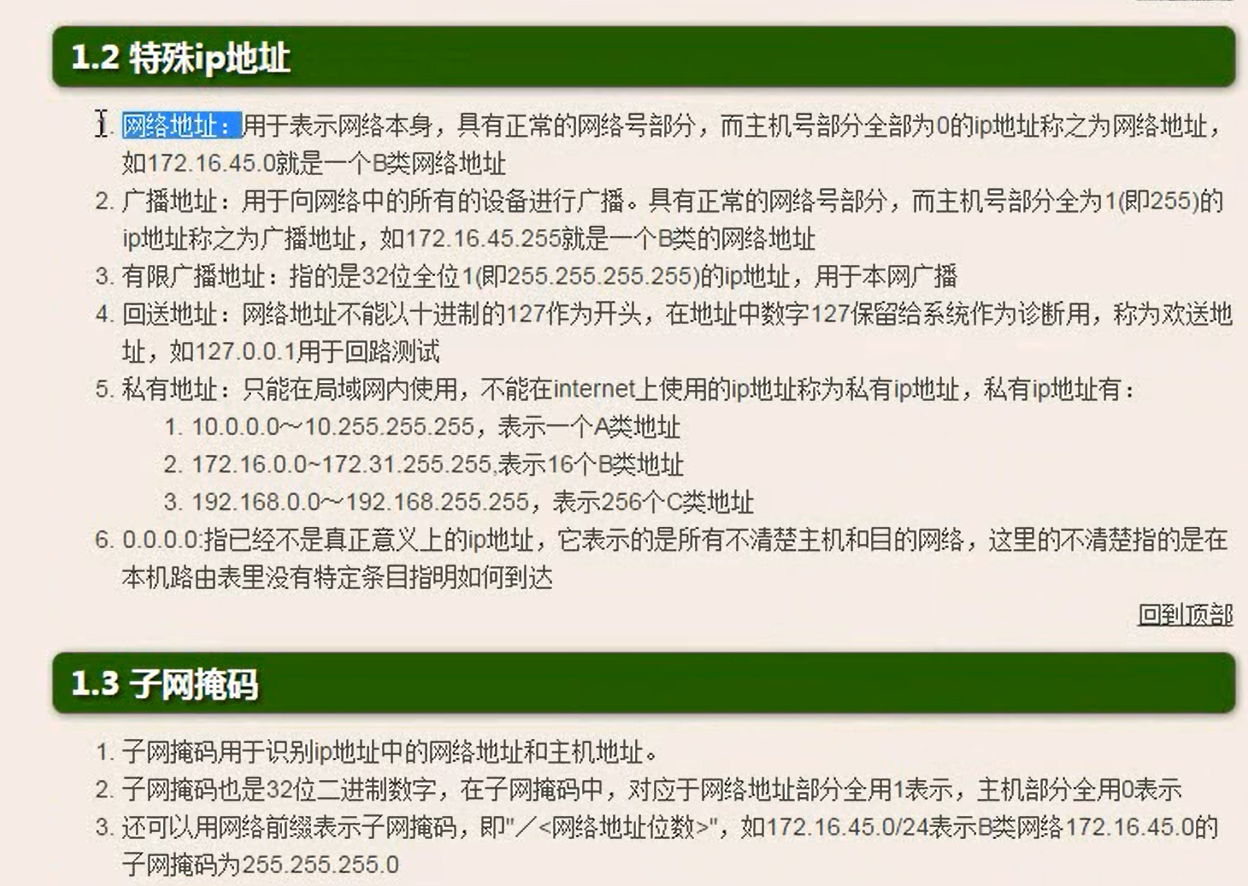 1.2 特殊ip地址
1. 网络地址：用于表示网络本身，具有正常的网络号部分，而主机号部分全部为0的ip地址称之为网络地址，
如172.16.45.0就是一个B类网络地址
2. 广播地址：用于向网络中的所有的设备进行广播。具有正常的网络号部分，而主机号部分全为1(即255)的
ip地址称之为广播地址，如172.16.45.255就是一个B类的网络地址
3. 有限广播地址：指的是32位全位1(即255.255.255.255)的ip地址，用于本网广播
4. 回送地址：网络地址不能以十进制的127作为开头，在地址中数字127保留给系统作为诊断用，称为欢送地
址，如127.0.0.1用于回路测试
5. 私有地址：只能在局域网内使用，不能在internet上使用的ip地址称为私有ip地址，私有ip地址有：
1. 10.0.0.0～10.255.255.255，表示一个A类地址
2. 172.16.0.0~172.31.255.255,表示16个B类地址
3. 192.168.0.0～192.168.255.255，表示256个C类地址
6. 0.0.0.0:指已经不是真正意义上的ip地址，它表示的是所有不清楚主机和目的网络，这里的不清楚指的是在
本机路由表里没有特定条目指明如何到达
回到顶部
1.3 子网掩码
1. 子网掩码用于识别ip地址中的网络地址和主机地址。
2. 子网掩码也是32位二进制数字，在子网掩码中，对应于网络地址部分全用1表示，主机部分全用0表示
3. 还可以用网络前缀表示子网掩码，即"／<网络地址位数>"，如172.16.45.0/24表示B类网络172.16.45.0的
子网掩码为255.255.255.0